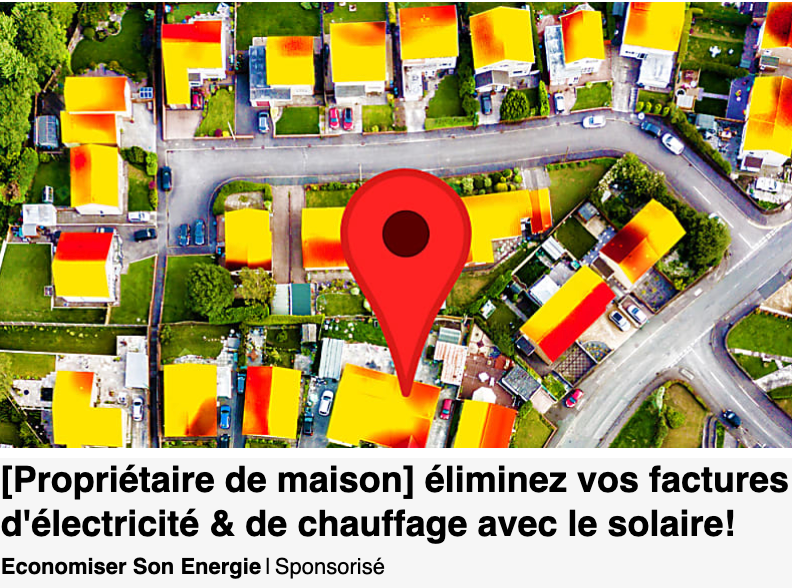 [Propriétaire de maison] éliminez vos factures
d'électricité & de chauffage avec le solaire!
Economiser Son Energie | Sponsorisé